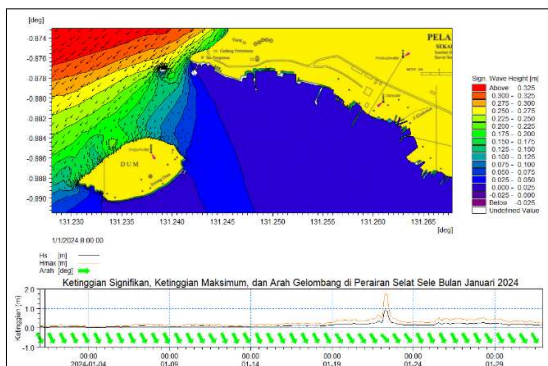 [deg]
-0.874
-0.876
-0.878
-0.880
-0.882
-0.884
-0.886
-0.888
-0.890
PELA
SEKA
DUM
131.230 131.235 131.240 131.245 131.250 131.255 131.260 131.265
[deg]
1/1/2024 8:00:00
Sign. Wave Height [m]
Above 0.325
0.300 - 0.325
0.275 - 0.300
0.250 - 0.275
0.225 - 0.250
0.200 - 0.225
0.175 - 0.200
0.150 - 0.175
0.125 - 0.150
0.100 - 0.125
0.075 - 0.100
0.050 - 0.075
0.025 - 0.050
0.000 - 0.025
-0.025 - 0.000
Below -0.025
Undefined Value
Hs [m]
Hmax [m]
Arah [deg]
Ketinggian Signifikan, Ketinggian Maksimum, dan Arah Gelombang di Perairan Selat Sele Bulan Januari 2024
Ketinggian (m)
2.0
1.0
0.0
-1.0
00:00 00:00 00:00 00:00 00:00 00:00
2024-01-04 01-09 01-14 01-19 01-24 01-29